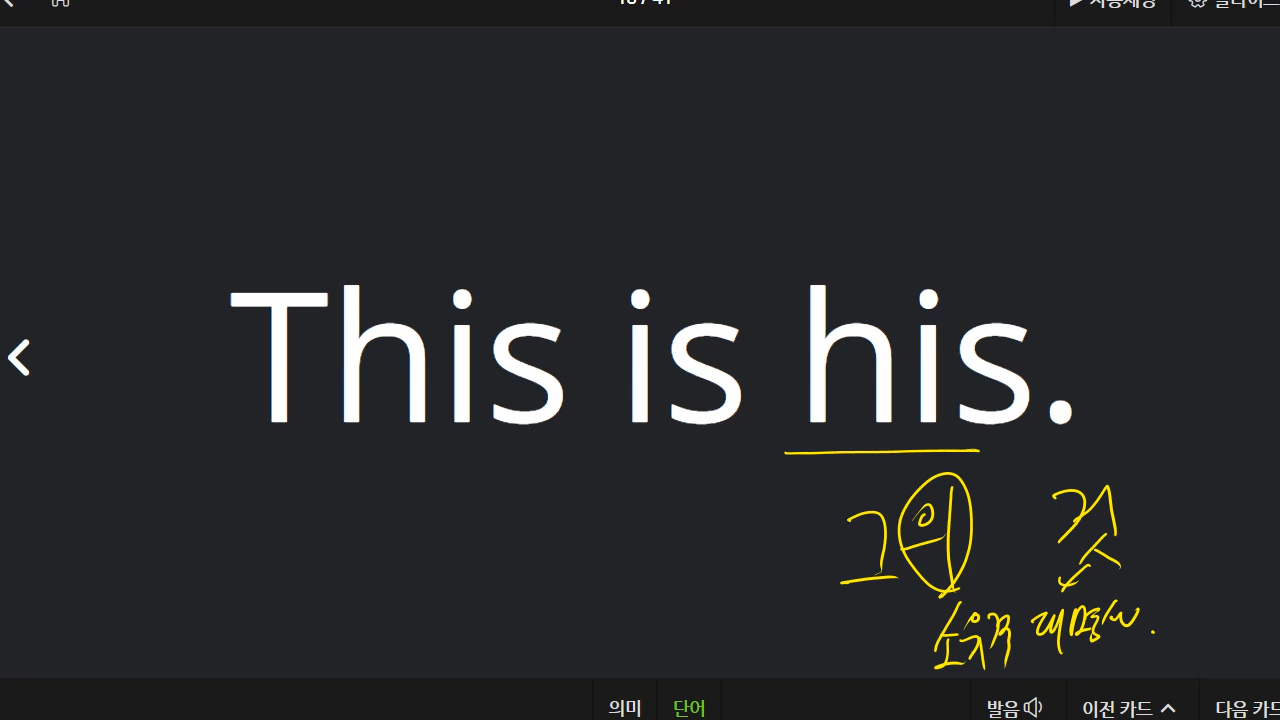 This is his.
그의 것
소유격 대명사.
의미 단어 발음 이전 카드